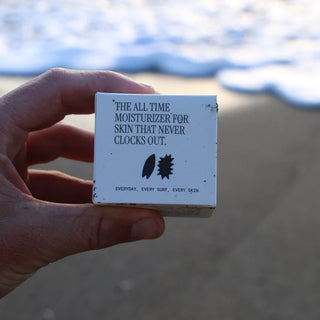 THE ALL TIME
MOISTURIZER FOR
SKIN THAT NEVER
CLOCKS OUT.
EVERYDAY, EVERY SURF, EVERY SKIN